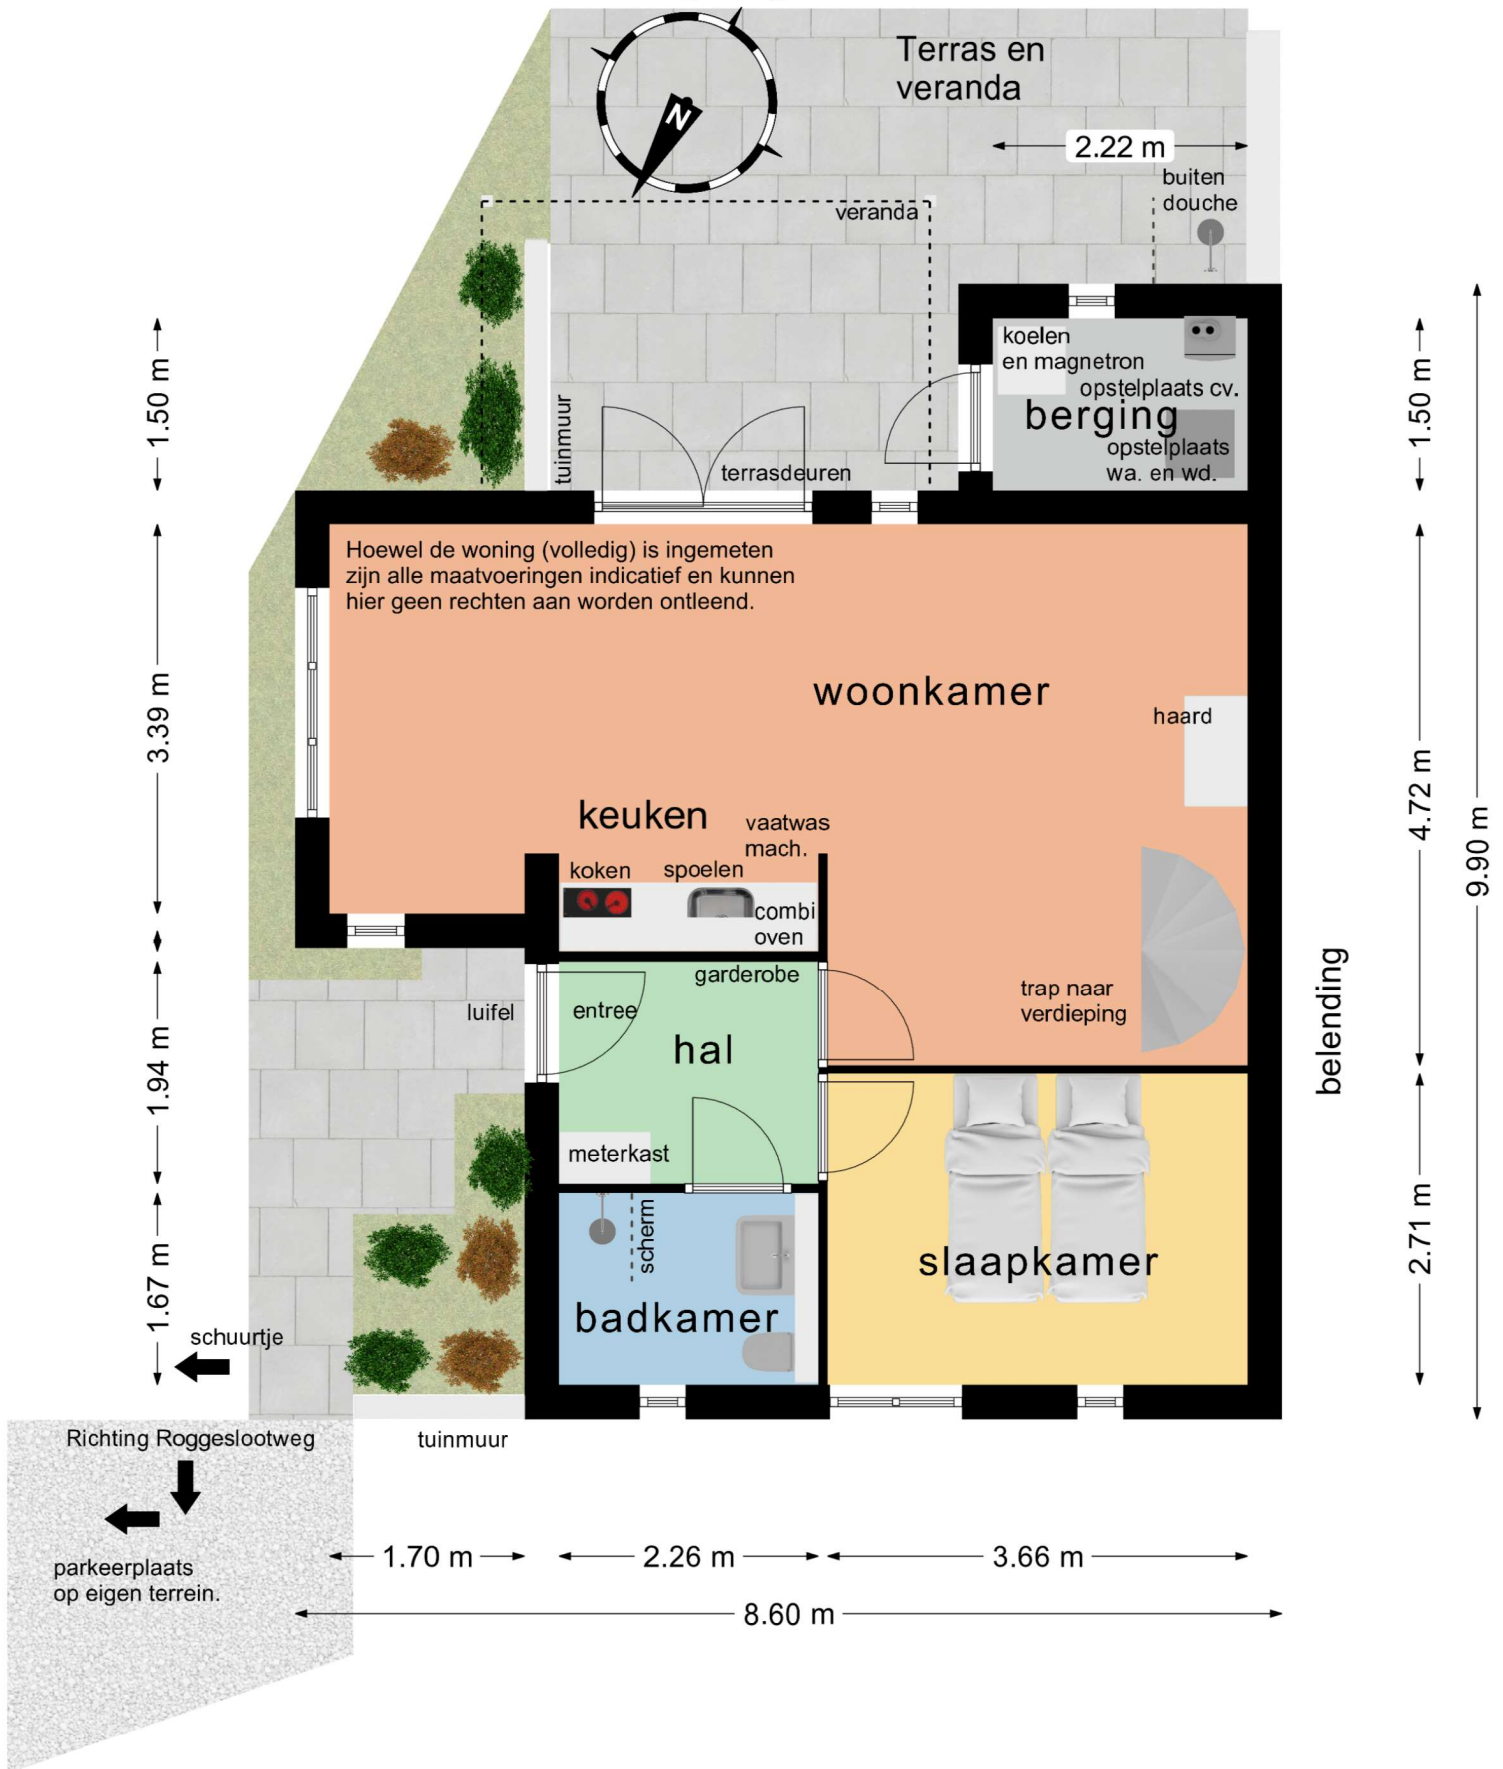 Terras en
veranda
N
2.22 m
buiten
douche
veranda
koelen
en magnetron
opstelplaats cv.
berging
opstelplaats
wa. en wd.
tuinmuur
terrasdeuren
1.50 m
1.50 m
Hoewel de woning (volledig) is ingemeten
zijn alle maatvoeringen indicatief en kunnen
hier geen rechten aan worden ontleend.
woonkamer
haard
3.39 m
4.72 m
9.90 m
keuken
vaatwas
mach.
koken
spoelen
combi
oven
garderobe
luifel
entree
hal
trap naar
verdieping
belending
1.94 m
meterkast
scherm
badkamer
slaapkamer
2.71 m
1.67 m
schuurtje
Richting Roggeslootweg
tuinmuur
parkeerplaats
op eigen terrein.
1.70 m
2.26 m
3.66 m
8.60 m